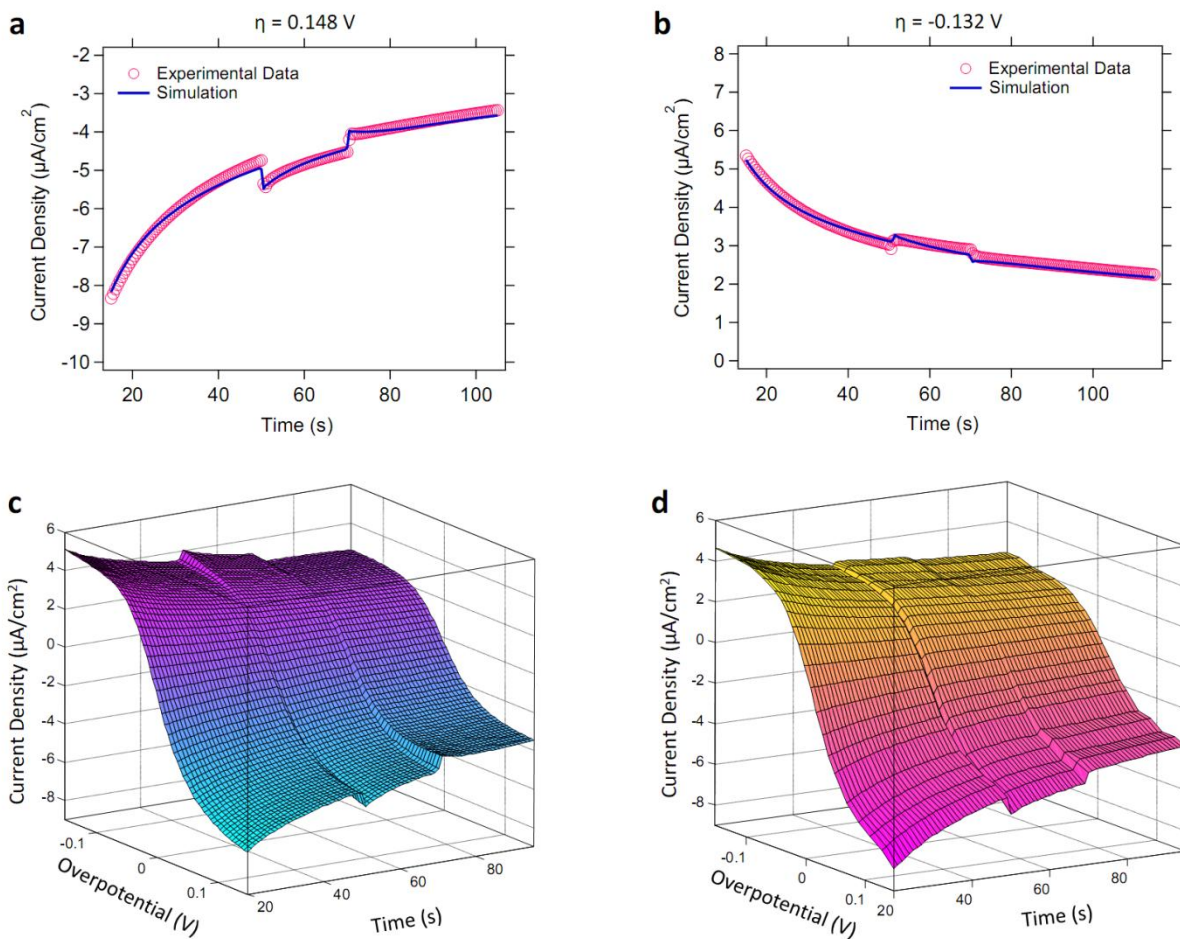 a
η = 0.148 V
-2
-3
-4
-5
-6
-7
-8
-9
-10
Current Density (µA/cm²)
Experimental Data
Simulation
20
40
60
80
100
Time (s)
b
η = -0.132 V
8
7
6
5
4
3
2
1
0
Current Density (µA/cm²)
Experimental Data
Simulation
20
40
60
80
100
Time (s)
c
6
4
2
0
-2
-4
-6
-8
Current Density (µA/cm²)
-0.1
0
0.1
Overpotential (V)
20
40
60
80
Time (s)
d
6
4
2
0
-2
-4
-6
-8
Current Density (µA/cm²)
-0.1
0
0.1
Overpotential (V)
20
40
60
80
Time (s)